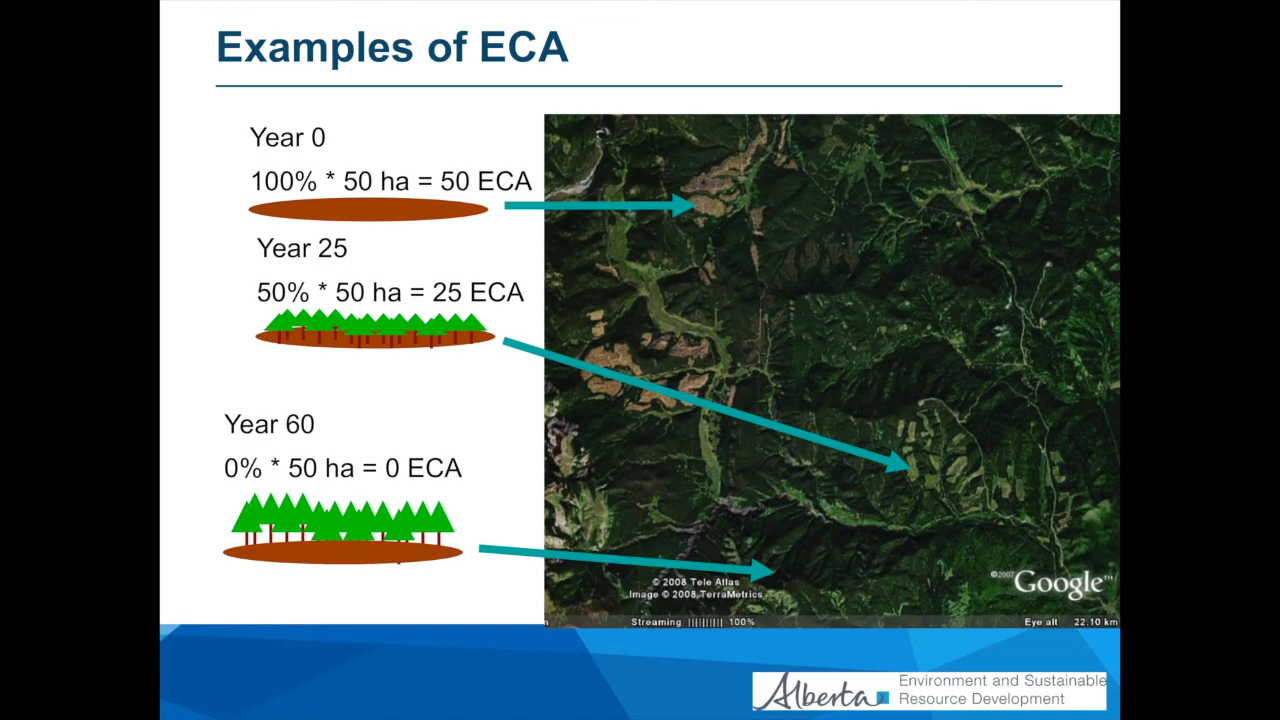 Examples of ECA
Year 0
100% * 50 ha = 50 ECA
Year 25
50% * 50 ha = 25 ECA
Year 60
0% * 50 ha = 0 ECA
© 2008 Tele Atlas
Image © 2008 TerraMetrics
©2007 Google™
Streaming |||||||||| 100%
Eye alt 22.10 km
Alberta
Environment and Sustainable
Resource Development